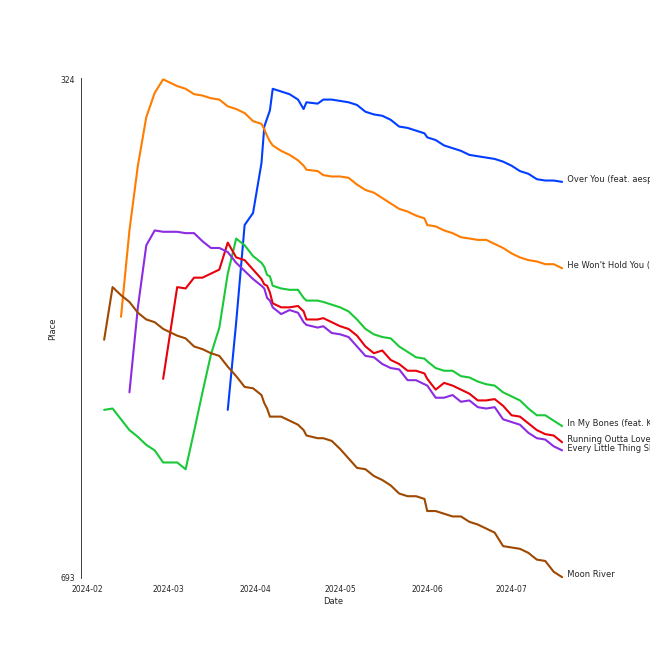 324
Over You (feat. aesp
He Won't Hold You (
Place
In My Bones (feat. K
Running Outta Love
Every Little Thing S
Moon River
693
2024-02 2024-03 2024-04 2024-05 2024-06 2024-07
Date